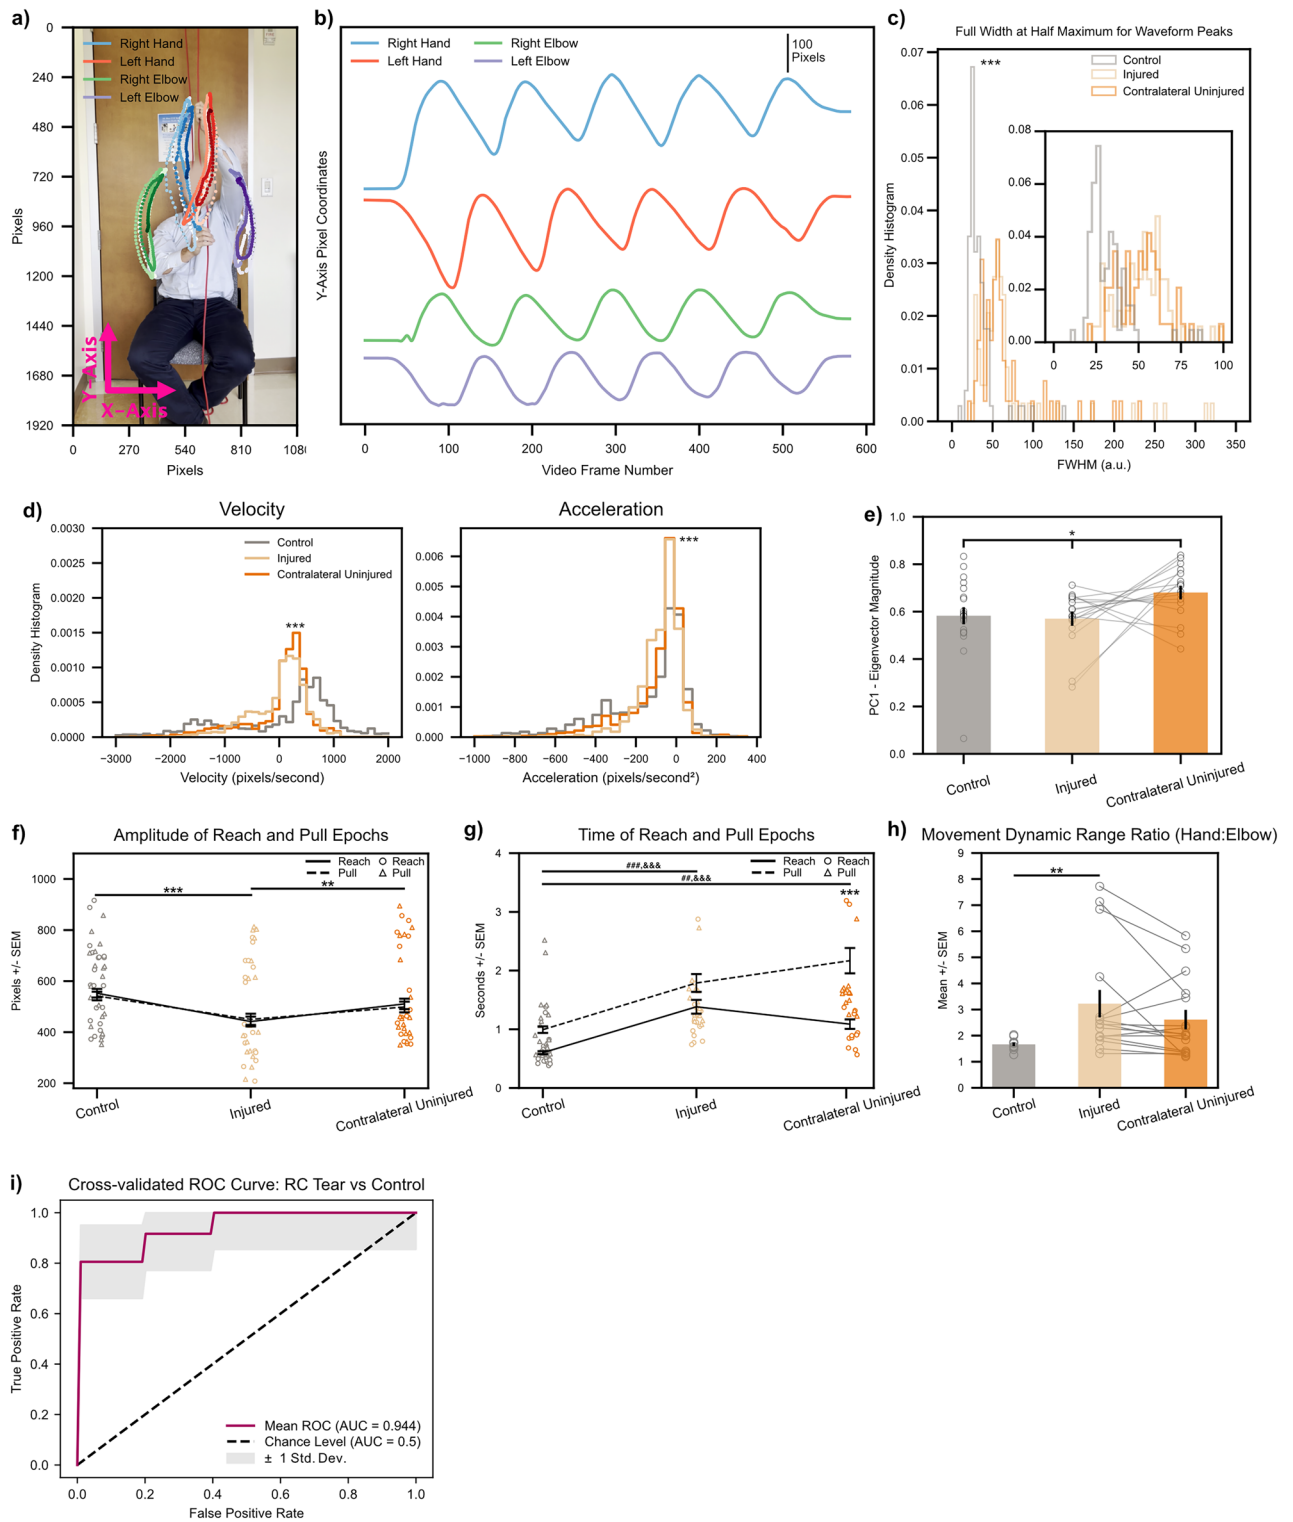 a)
0
240
480
720
960
1200
1440
1680
1920
Pixels
Right Hand
Left Hand
Right Elbow
Left Elbow
Y-Axis
X-Axis
0
270
540
810
1080
Pixels
b)
Right Hand
Left Hand
Right Elbow
Left Elbow
100
Pixels
Y-Axis Pixel Coordinates
0
100
200
300
400
500
600
Video Frame Number
c)
Full Width at Half Maximum for Waveform Peaks
0.07
0.06
0.05
0.04
0.03
0.02
0.01
0.00
Density Histogram
***
Control
Injured
Contralateral Uninjured
0.08
0.06
0.04
0.02
0.00
0
25
50
75
100
0
50
100
150
200
250
300
350
FWHM (a.u.)
d)
Velocity
0.0030
0.0025
0.0020
0.0015
0.0010
0.0005
0.0000
Density Histogram
Control
Injured
Contralateral Uninjured
***
−3000
−2000
−1000
0
1000
2000
Velocity (pixels/second)
Acceleration
0.006
0.005
0.004
0.003
0.002
0.001
0.000
***
−1000
−800
−600
−400
−200
0
200
400
Acceleration (pixels/second²)
e)
1.0
0.8
0.6
0.4
0.2
0.0
PC1 - Eigenvector Magnitude
*
Control
Injured
Contralateral Uninjured
f)
Amplitude of Reach and Pull Epochs
1000
800
600
400
200
Pixels +/- SEM
Reach
Pull
Reach
Pull
***
**
Control
Injured
Contralateral Uninjured
g)
Time of Reach and Pull Epochs
4
3
2
1
0
Seconds +/- SEM
Reach
Pull
Reach
Pull
###,&&&
##,&&&
***
Control
Injured
Contralateral Uninjured
h)
Movement Dynamic Range Ratio (Hand:Elbow)
9
8
7
6
5
4
3
2
1
0
Mean +/- SEM
**
Control
Injured
Contralateral Uninjured
i)
Cross-validated ROC Curve: RC Tear vs Control
1.0
0.8
0.6
0.4
0.2
0.0
True Positive Rate
Mean ROC (AUC = 0.944)
Chance Level (AUC = 0.5)
± 1 Std. Dev.
0.0
0.2
0.4
0.6
0.8
1.0
False Positive Rate